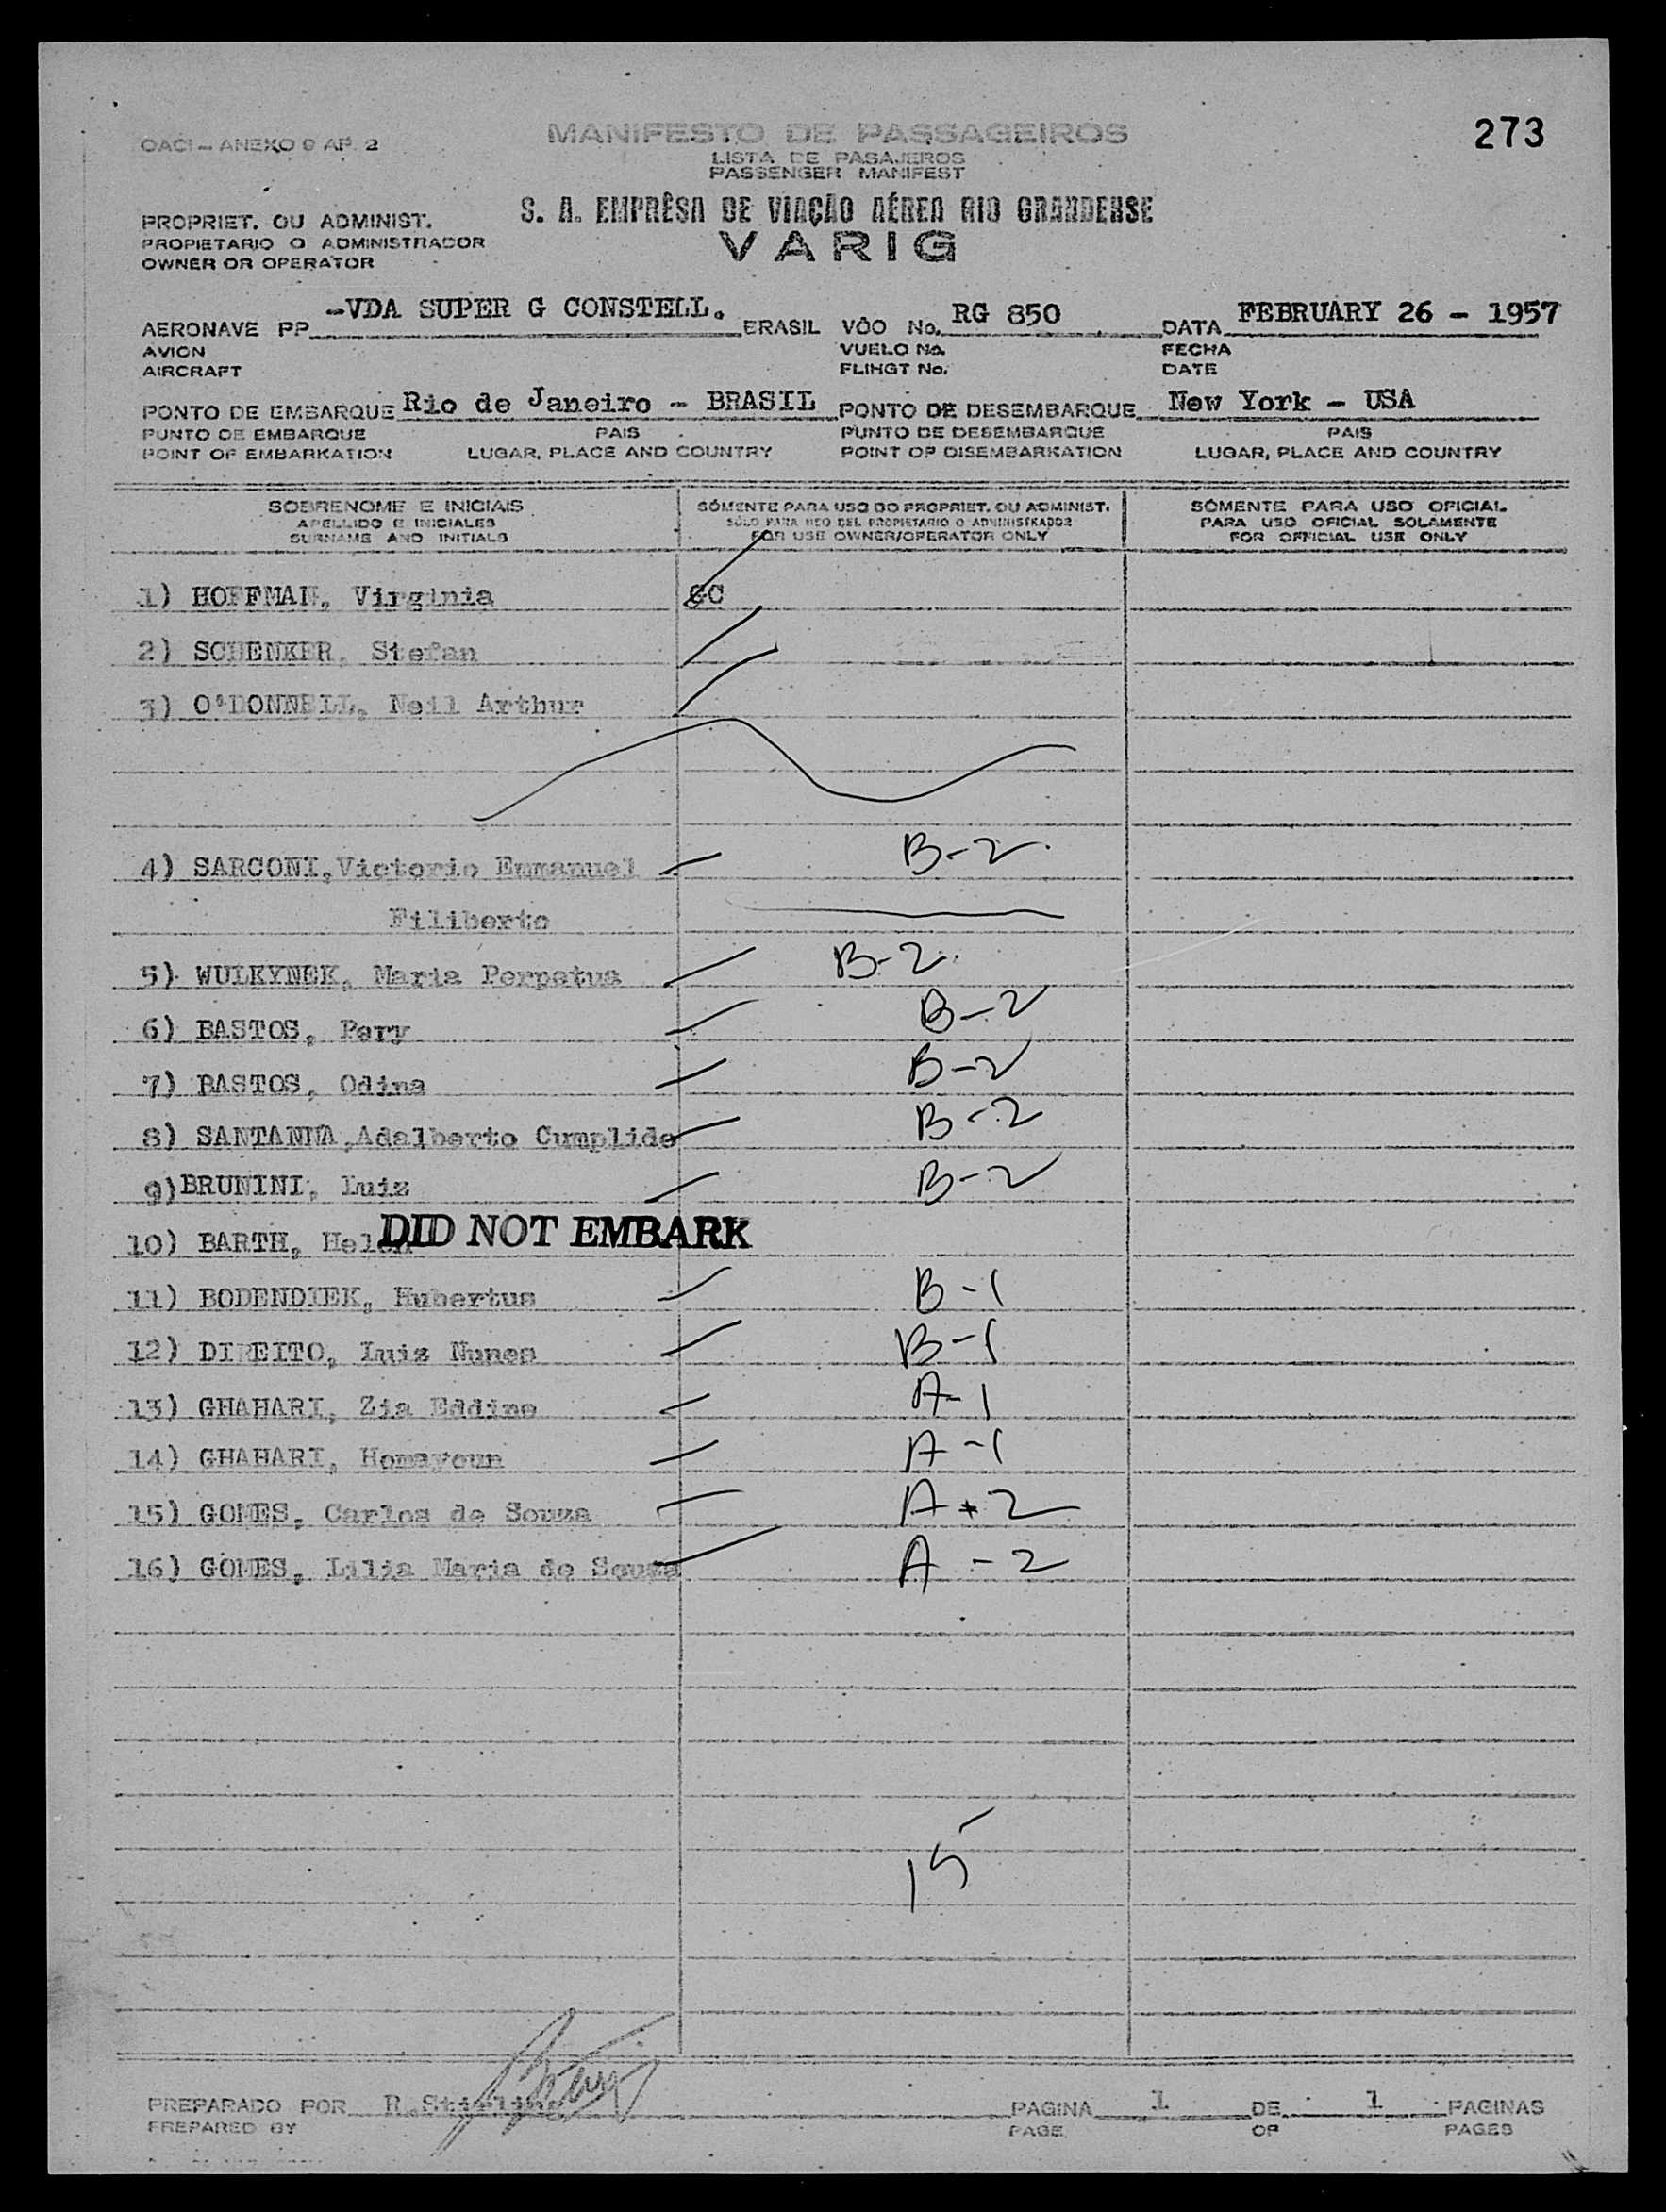 273
OACI – ANEXO 9 AP. 2
MANIFESTO DE PASSAGEIROS
LISTA DE PASAJEROS
PASSENGER MANIFEST
S. A. EMPRÊSA DE VIAÇÃO AÉREA RIO GRANDENSE
VARIG
PROPRIET. OU ADMINIST.
PROPIETARIO O ADMINISTRADOR
OWNER OR OPERATOR
AERONAVE PP -VDA SUPER G CONSTELL. BRASIL VÔO No. RG 850 DATA FEBRUARY 26 - 1957
AVION VUELO No. FECHA
AIRCRAFT FLIHGT No. DATE
PONTO DE EMBARQUE Rio de Janeiro - BRASIL PONTO DE DESEMBARQUE New York - USA
PUNTO DE EMBARQUE PAIS PUNTO DE DESEMBARQUE PAIS
POINT OF EMBARKATION LUGAR, PLACE AND COUNTRY POINT OF DISEMBARKATION LUGAR, PLACE AND COUNTRY
SOBRENOME E INICIAIS SÓMENTE PARA USO DO PROPRIET. OU ADMINIST. SÓMENTE PARA USO OFICIAL
APELLIDO E INICIALES SÓLO PARA USO DEL PROPIETARIO O ADMINISTRADOR PARA USO OFICIAL SOLAMENTE
SURNAME AND INITIALS FOR USE OWNER/OPERATOR ONLY FOR OFFICIAL USE ONLY
1) HOFFMAN, Virginia
2) SCHENKER, Stefan
3) O'DONNELL, Neil Arthur
4) SARCONI, Victorio Emmanuel B-2
Filiberto
5) WULKYNEK, Maria Perpetua B-2
6) BASTOS, Pery B-2
7) BASTOS, Odina B-2
8) SANTANNA, Adalberto Cumplido B-2
9) BRUNINI, Luiz B-2
10) BARTH, Helen DID NOT EMBARK
11) BODENDIEK, Hubertus B-1
12) DIREITO, Luiz Nunes B-1
13) GHAHARI, Zia Eddine A-1
14) GHAHARI, Homayoun A-1
15) GOMES, Carlos de Souza A-2
16) GOMES, Lilia Maria de Souza A-2
15
PREPARADO POR R. PAGINA 1 DE 1 PAGINAS
PREPARED BY PAGE OF PAGES